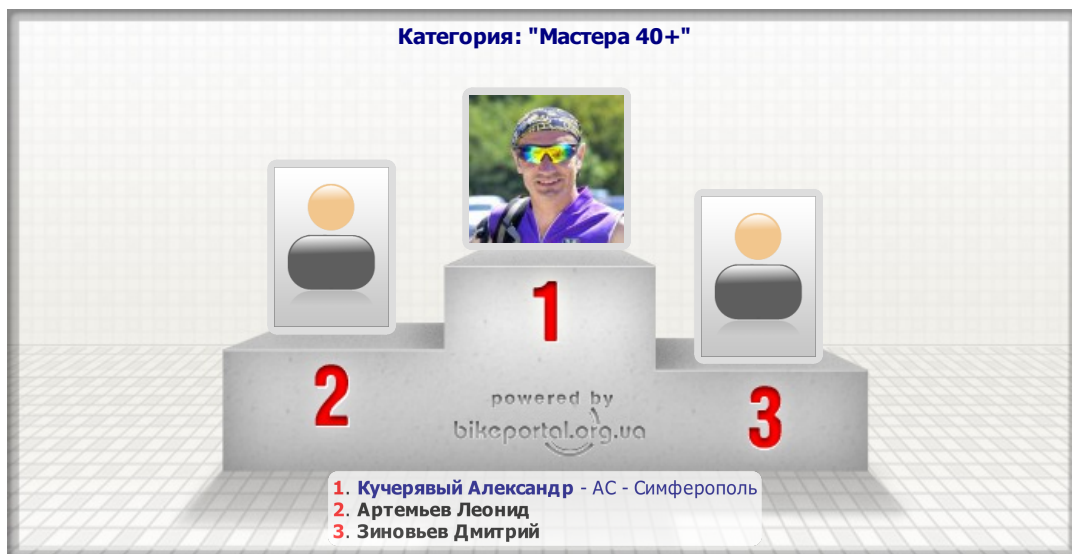 Категория: "Мастера 40+"
1
2
3
powered by
bikeportal.org.ua
1. Кучерявый Александр - АС - Симферополь
2. Артемьев Леонид
3. Зиновьев Дмитрий